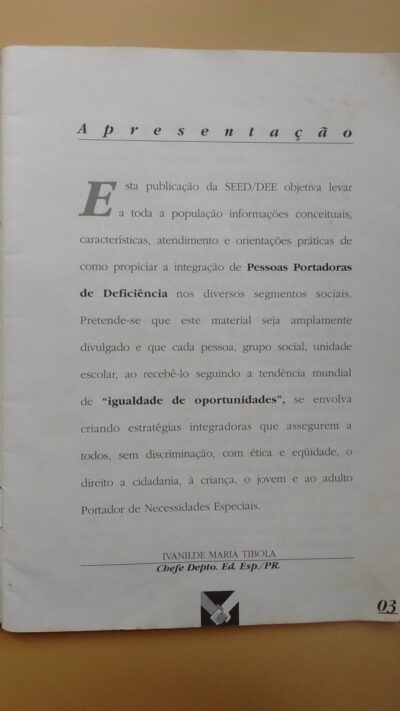 Apresentação
Esta publicação da SEED/DEE objetiva levar
a toda a população informações conceituais,
características, atendimento e orientações práticas de
como propiciar a integração de Pessoas Portadoras
de Deficiência nos diversos segmentos sociais.
Pretende-se que este material seja amplamente
divulgado e que cada pessoa, grupo social, unidade
escolar, ao recebê-lo seguindo a tendência mundial
de “igualdade de oportunidades”, se envolva
criando estratégias integradoras que assegurem a
todos, sem discriminação, com ética e eqüidade, o
direito a cidadania, à criança, o jovem e ao adulto
Portador de Necessidades Especiais.
IVANILDE MARIA TIBOLA
Chefe Depto. Ed. Esp./PR.
03